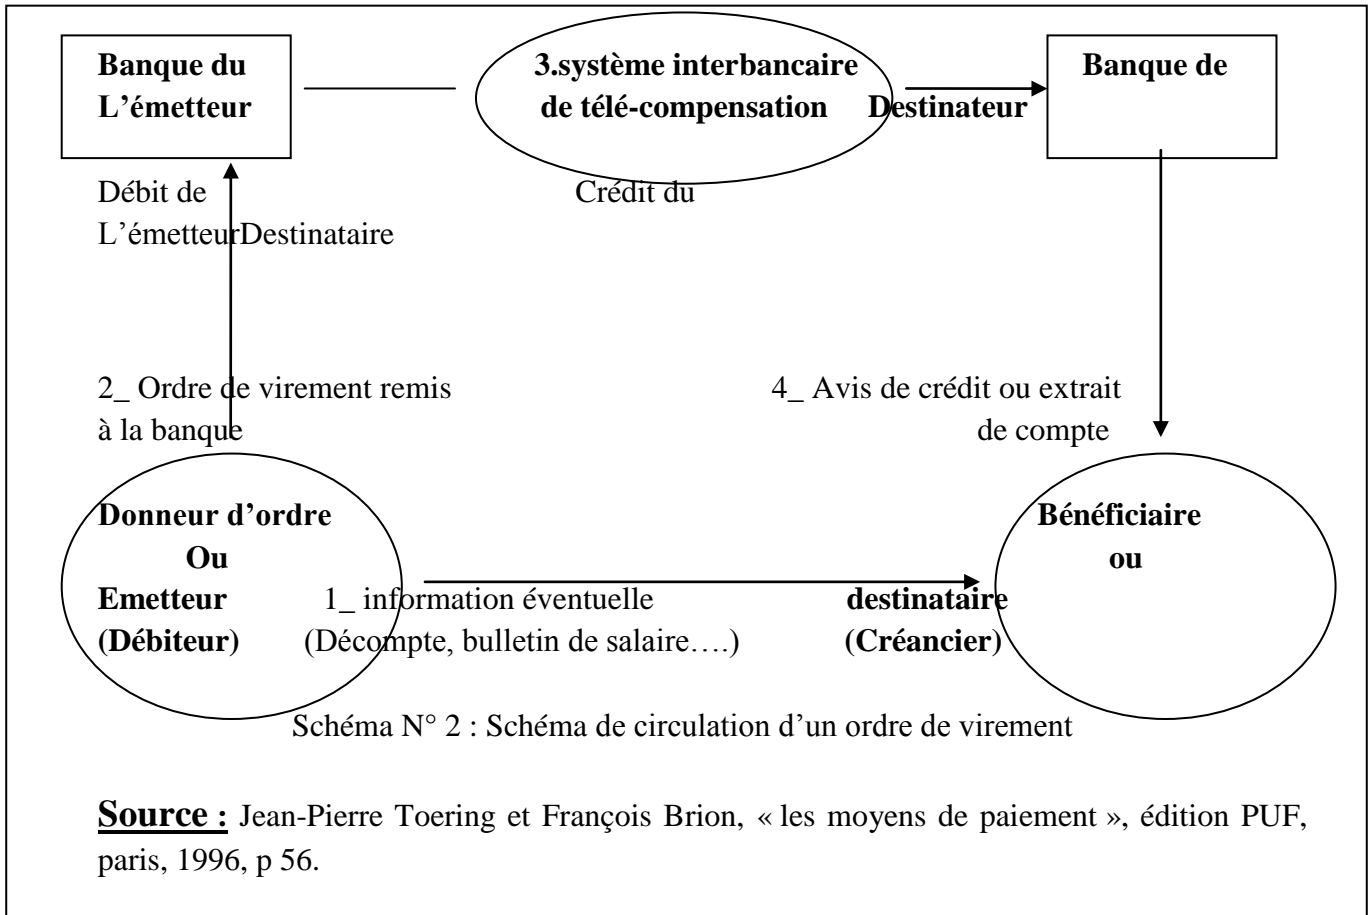 Banque du 3.système interbancaire Banque de
L’émetteur de télé-compensation Destinateur
Débit de Crédit du
L’émetteurDestinataire
2_ Ordre de virement remis 4_ Avis de crédit ou extrait
à la banque de compte
Donneur d’ordre Bénéficiaire
Ou ou
Emetteur 1_ information éventuelle destinataire
(Débiteur) (Décompte, bulletin de salaire….) (Créancier)
Schéma N° 2 : Schéma de circulation d’un ordre de virement
Source : Jean-Pierre Toering et François Brion, « les moyens de paiement », édition PUF,
paris, 1996, p 56.